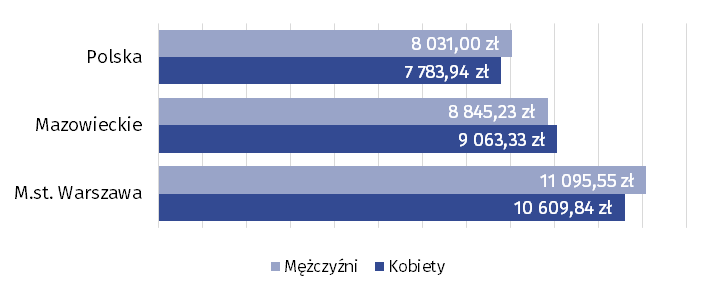 Polska
8 031,00 zł
7 783,94 zł
Mazowieckie
8 845,23 zł
9 063,33 zł
M.st. Warszawa
11 095,55 zł
10 609,84 zł
Mężczyźni Kobiety